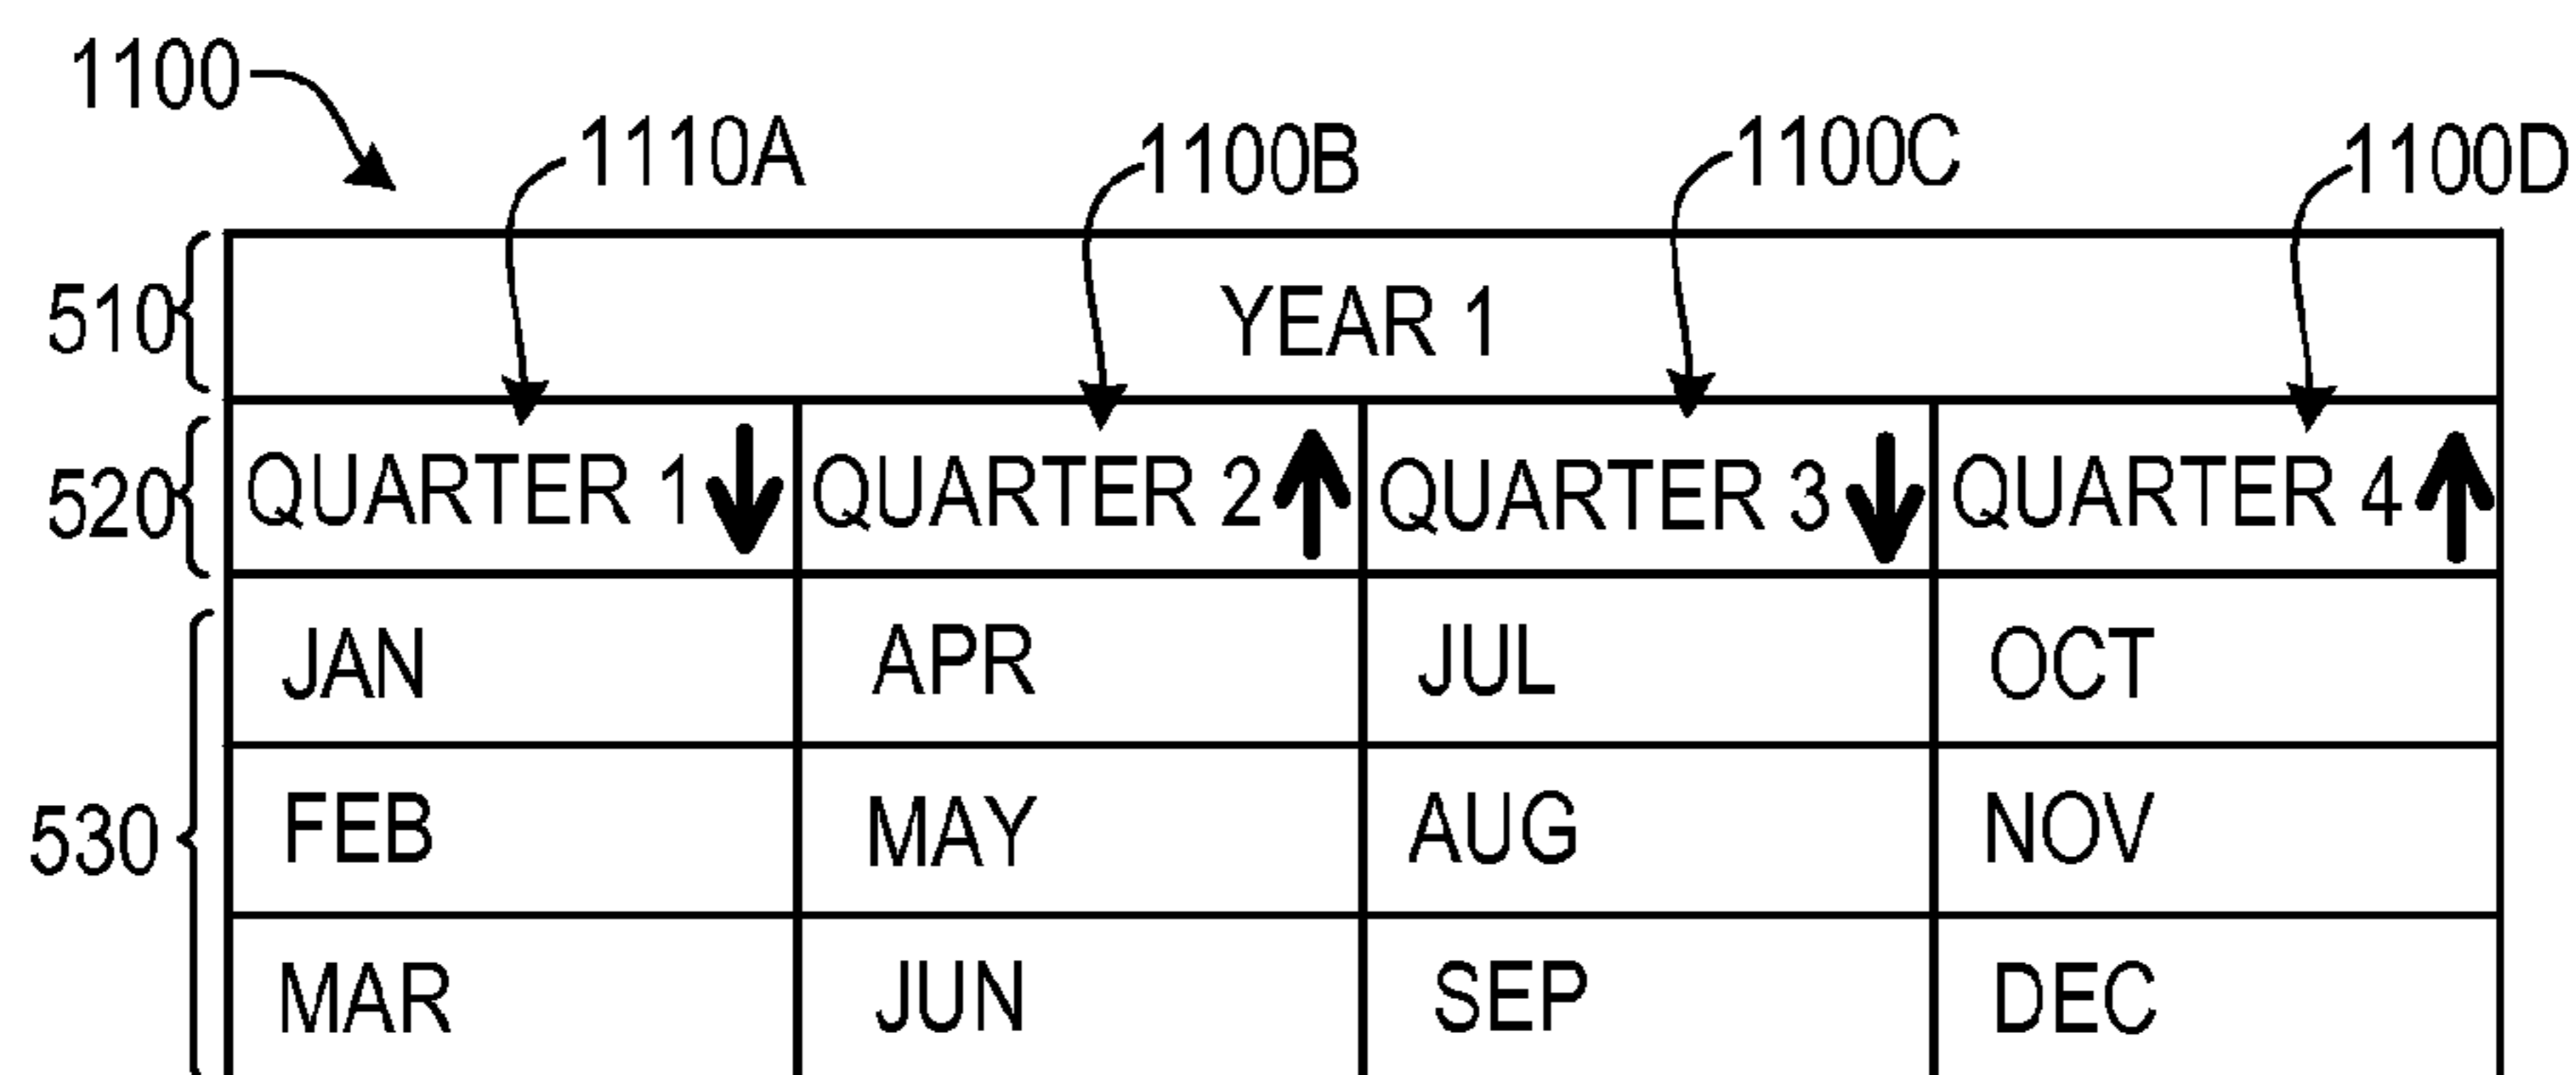 1100
1110A 1100B 1100C 1100D
510 YEAR 1
520 QUARTER 1 QUARTER 2 QUARTER 3 QUARTER 4
JAN APR JUL OCT
530 FEB MAY AUG NOV
MAR JUN SEP DEC